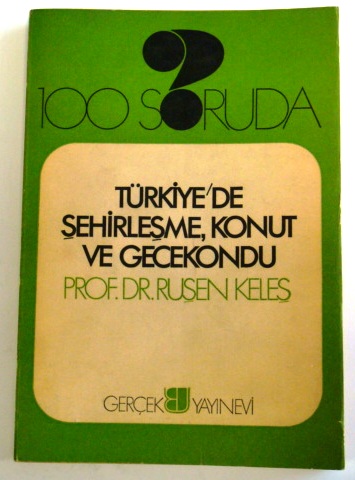 100 SORUDA
TÜRKİYE'DE
ŞEHİRLEŞME, KONUT
VE GECEKONDU
PROF. DR. RUŞEN KELEŞ
GERÇEK YAYINEVİ